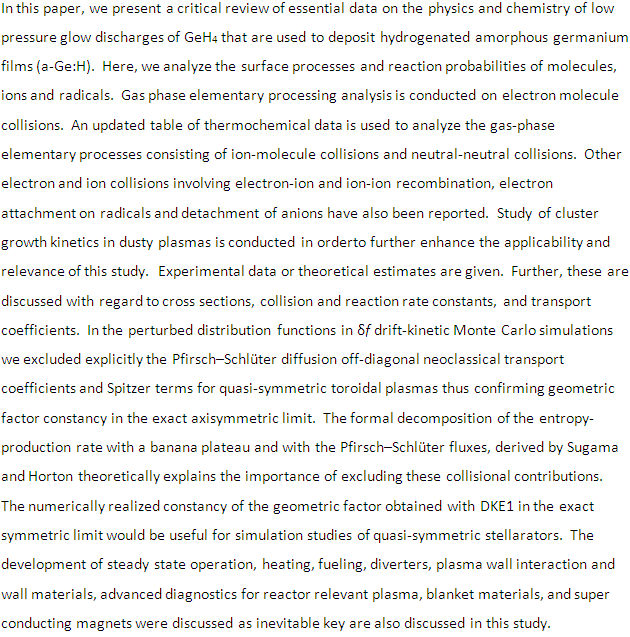 In this paper, we present a critical review of essential data on the physics and chemistry of low
pressure glow discharges of GeH₄ that are used to deposit hydrogenated amorphous germanium
films (a-Ge:H).  Here, we analyze the surface processes and reaction probabilities of molecules,
ions and radicals.  Gas phase elementary processing analysis is conducted on electron molecule
collisions.  An updated table of thermochemical data is used to analyze the gas-phase
elementary processes consisting of ion-molecule collisions and neutral-neutral collisions.  Other
electron and ion collisions involving electron-ion and ion-ion recombination, electron
attachment on radicals and detachment of anions have also been reported.  Study of cluster
growth kinetics in dusty plasmas is conducted in orderto further enhance the applicability and
relevance of this study.  Experimental data or theoretical estimates are given.  Further, these are
discussed with regard to cross sections, collision and reaction rate constants, and transport
coefficients.  In the perturbed distribution functions in δf drift-kinetic Monte Carlo simulations
we excluded explicitly the Pfirsch–Schlüter diffusion off-diagonal neoclassical transport
coefficients and Spitzer terms for quasi-symmetric toroidal plasmas thus confirming geometric
factor constancy in the exact axisymmetric limit.  The formal decomposition of the entropy-
production rate with a banana plateau and with the Pfirsch–Schlüter fluxes, derived by Sugama
and Horton theoretically explains the importance of excluding these collisional contributions.
The numerically realized constancy of the geometric factor obtained with DKE1 in the exact
symmetric limit would be useful for simulation studies of quasi-symmetric stellarators.  The
development of steady state operation, heating, fueling, diverters, plasma wall interaction and
wall materials, advanced diagnostics for reactor relevant plasma, blanket materials, and super
conducting magnets were discussed as inevitable key are also discussed in this study.